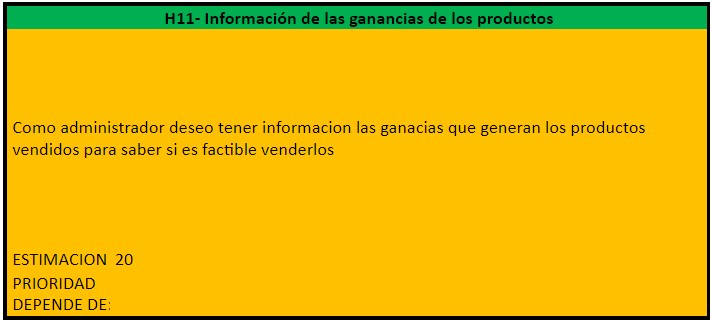 H11- Información de las ganancias de los productos
Como administrador deseo tener informacion las ganacias que generan los productos
vendidos para saber si es factible venderlos
ESTIMACION  20
PRIORIDAD
DEPENDE DE: